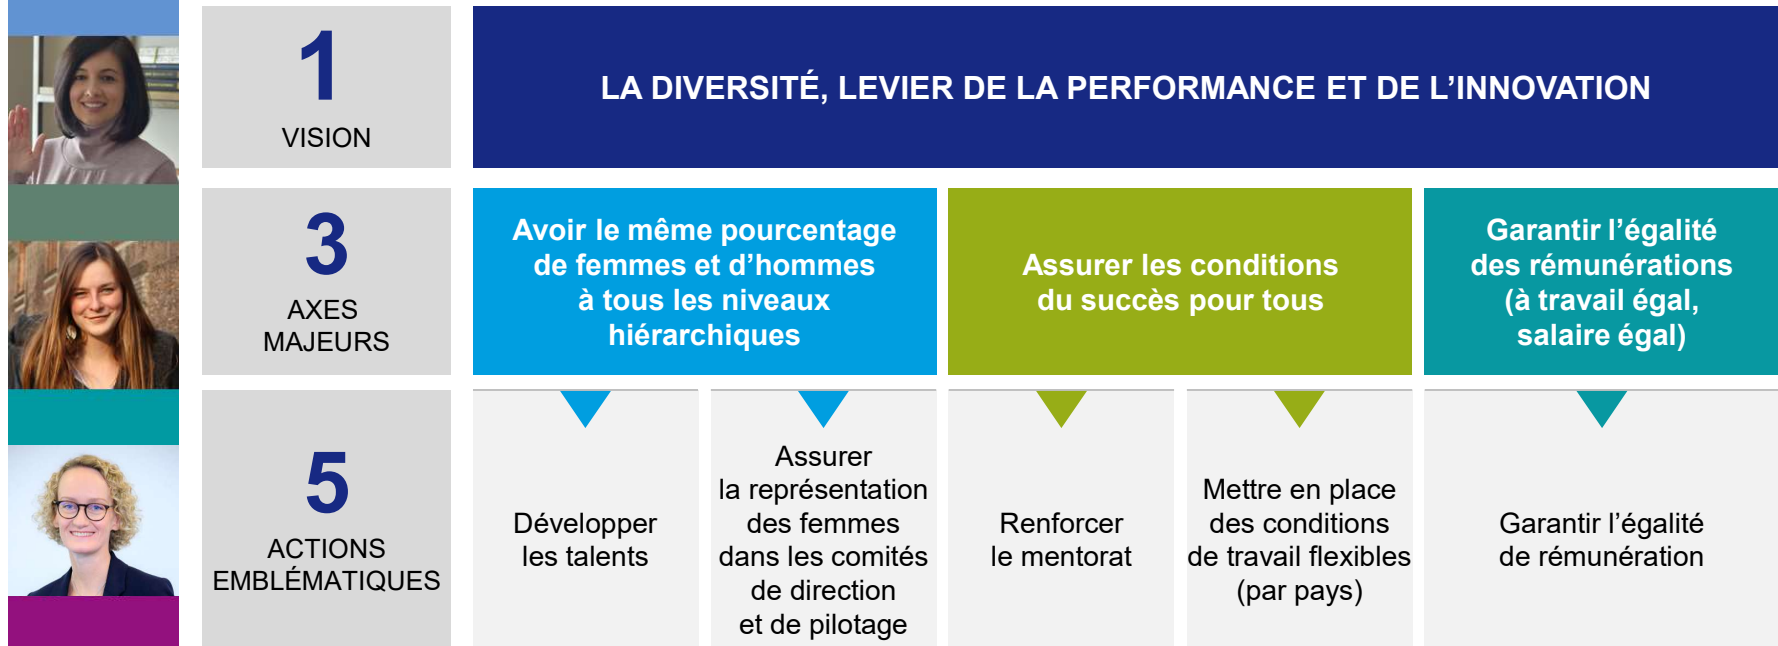 1
VISION
LA DIVERSITÉ, LEVIER DE LA PERFORMANCE ET DE L’INNOVATION
3
AXES
MAJEURS
Avoir le même pourcentage
de femmes et d’hommes
à tous les niveaux
hiérarchiques
Assurer les conditions
du succès pour tous
Garantir l’égalité
des rémunérations
(à travail égal,
salaire égal)
5
ACTIONS
EMBLÉMATIQUES
Développer
les talents
Assurer
la représentation
des femmes
dans les comités
de direction
et de pilotage
Renforcer
le mentorat
Mettre en place
des conditions
de travail flexibles
(par pays)
Garantir l’égalité
de rémunération